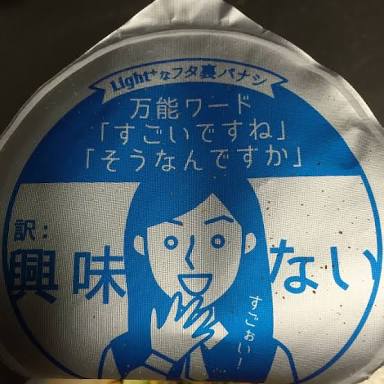 Light⁺なフタ裏バナシ
万能ワード
「すごいですね」
「そうなんですか」
訳:
興味ない
すごぉい!